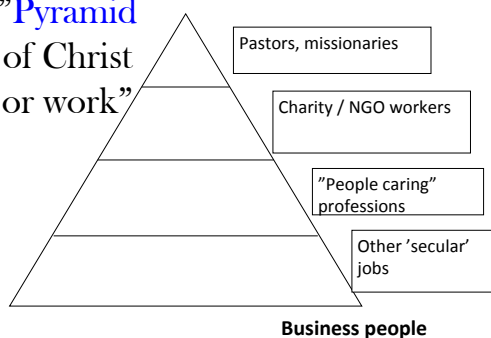 ”Pyramid
of Christ
or work”
Pastors, missionaries
Charity / NGO workers
”People caring”
professions
Other ’secular’
jobs
Business people